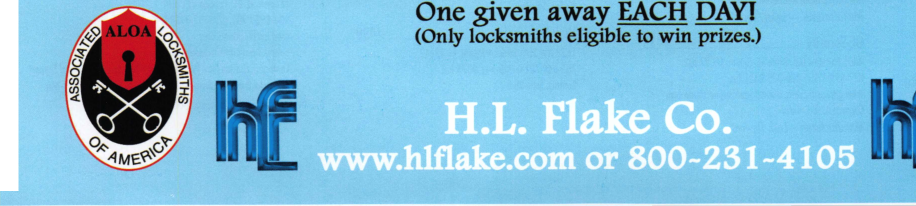 One given away EACH DAY!
(Only locksmiths eligible to win prizes.)
ASSOCIATED LOCKSMITHS
ALOA
OF AMERICA
hfl
H.L. Flake Co.
www.hlflake.com or 800-231-4105